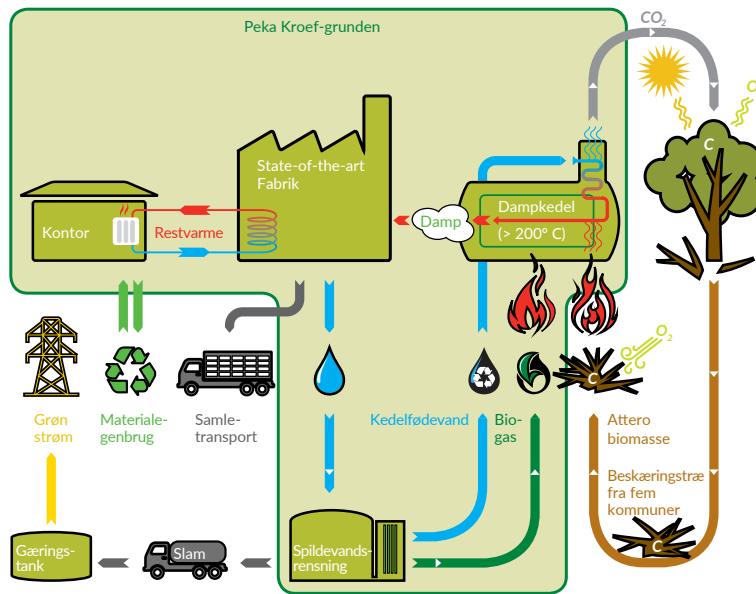 Peka Kroef-grunden
CO2
O
C
State-of-the-art
Fabrik
Kontor
Restvarme
Damp
Dampkedel
(> 200° C)
O2
C
Grøn
strøm
Materiale-
genbrug
Samle-
transport
Kedelfødevand
Bio-
gas
Attero
biomasse
Beskæringstræ
fra fem
kommuner
C
Gærings-
tank
Slam
Spildevands-
rensning